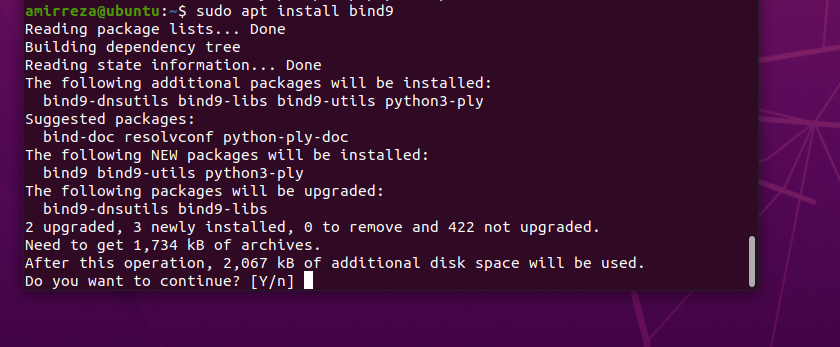 amirreza@ubuntu:~$ sudo apt install bind9
Reading package lists... Done
Building dependency tree
Reading state information... Done
The following additional packages will be installed:
  bind9-dnsutils bind9-libs bind9-utils python3-ply
Suggested packages:
  bind-doc resolvconf python-ply-doc
The following NEW packages will be installed:
  bind9 bind9-utils python3-ply
The following packages will be upgraded:
  bind9-dnsutils bind9-libs
2 upgraded, 3 newly installed, 0 to remove and 422 not upgraded.
Need to get 1,734 kB of archives.
After this operation, 2,067 kB of additional disk space will be used.
Do you want to continue? [Y/n]